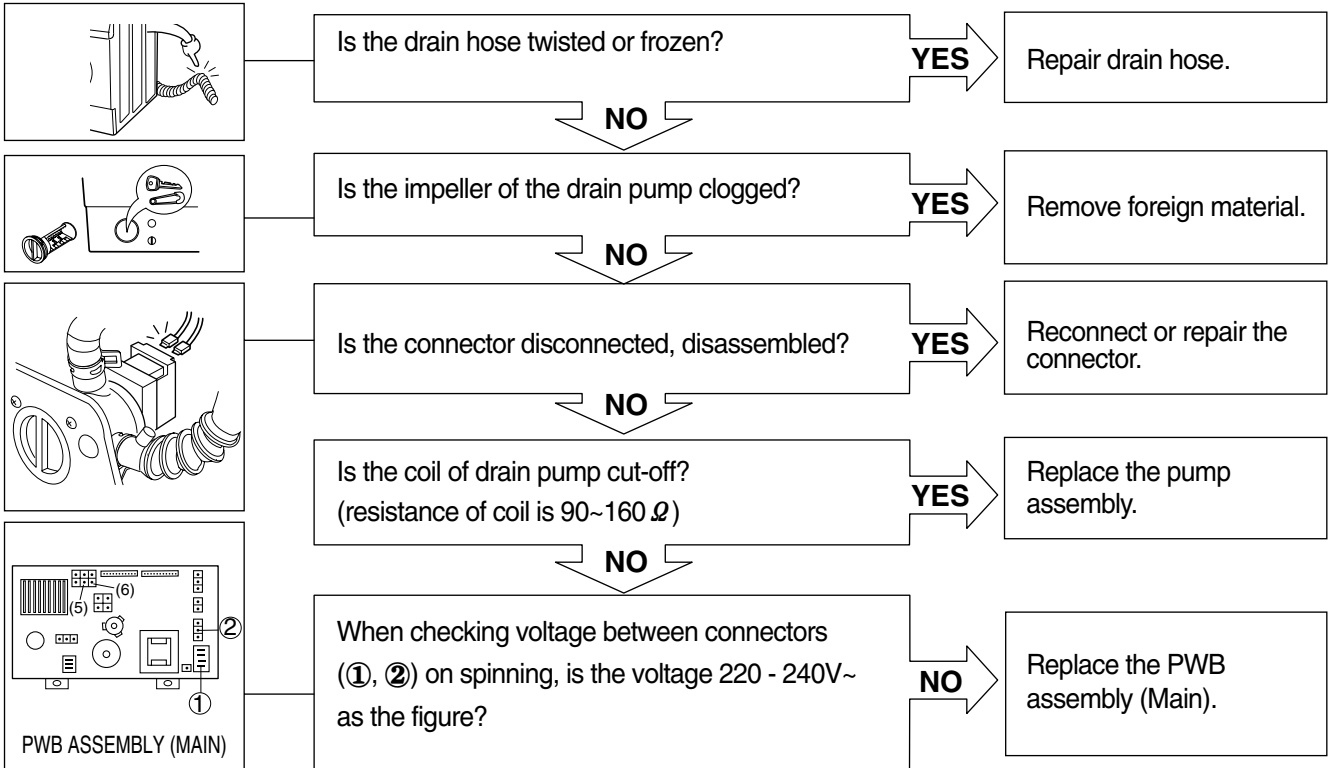 Is the drain hose twisted or frozen?
YES
Repair drain hose.
NO
Is the impeller of the drain pump clogged?
YES
Remove foreign material.
NO
Is the connector disconnected, disassembled?
YES
Reconnect or repair the
connector.
NO
Is the coil of drain pump cut-off?
(resistance of coil is 90~160 Ω)
YES
Replace the pump
assembly.
NO
(5)
(6)
②
①
PWB ASSEMBLY (MAIN)
When checking voltage between connectors
(①, ②) on spinning, is the voltage 220 - 240V~
as the figure?
NO
Replace the PWB
assembly (Main).